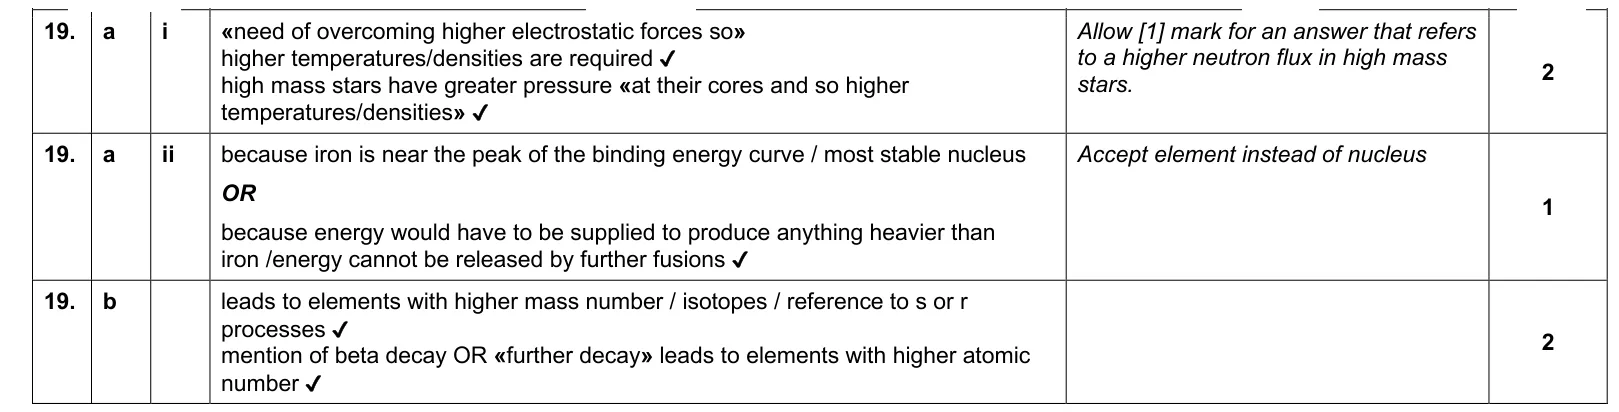 19. a i «need of overcoming higher electrostatic forces so» Allow [1] mark for an answer that refers
higher temperatures/densities are required ✓ to a higher neutron flux in high mass
high mass stars have greater pressure «at their cores and so higher stars. 2
temperatures/densities» ✓
19. a ii because iron is near the peak of the binding energy curve / most stable nucleus Accept element instead of nucleus
OR
1
because energy would have to be supplied to produce anything heavier than
iron /energy cannot be released by further fusions ✓
19. b leads to elements with higher mass number / isotopes / reference to s or r
processes ✓
mention of beta decay OR «further decay» leads to elements with higher atomic 2
number ✓